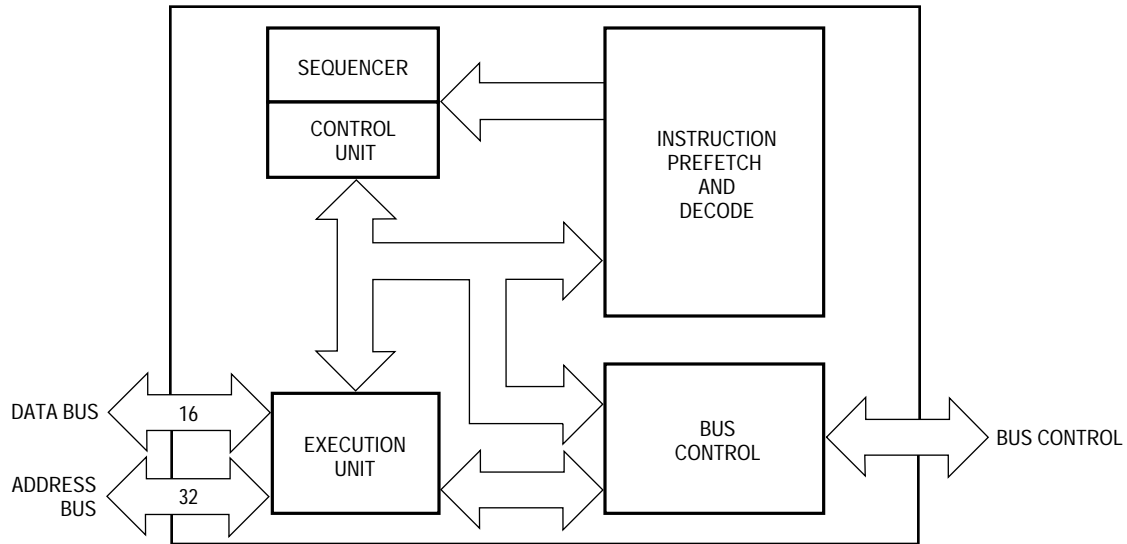 SEQUENCER
CONTROL
UNIT
INSTRUCTION
PREFETCH
AND
DECODE
DATA BUS
16
EXECUTION
UNIT
BUS
CONTROL
BUS CONTROL
ADDRESS
BUS
32